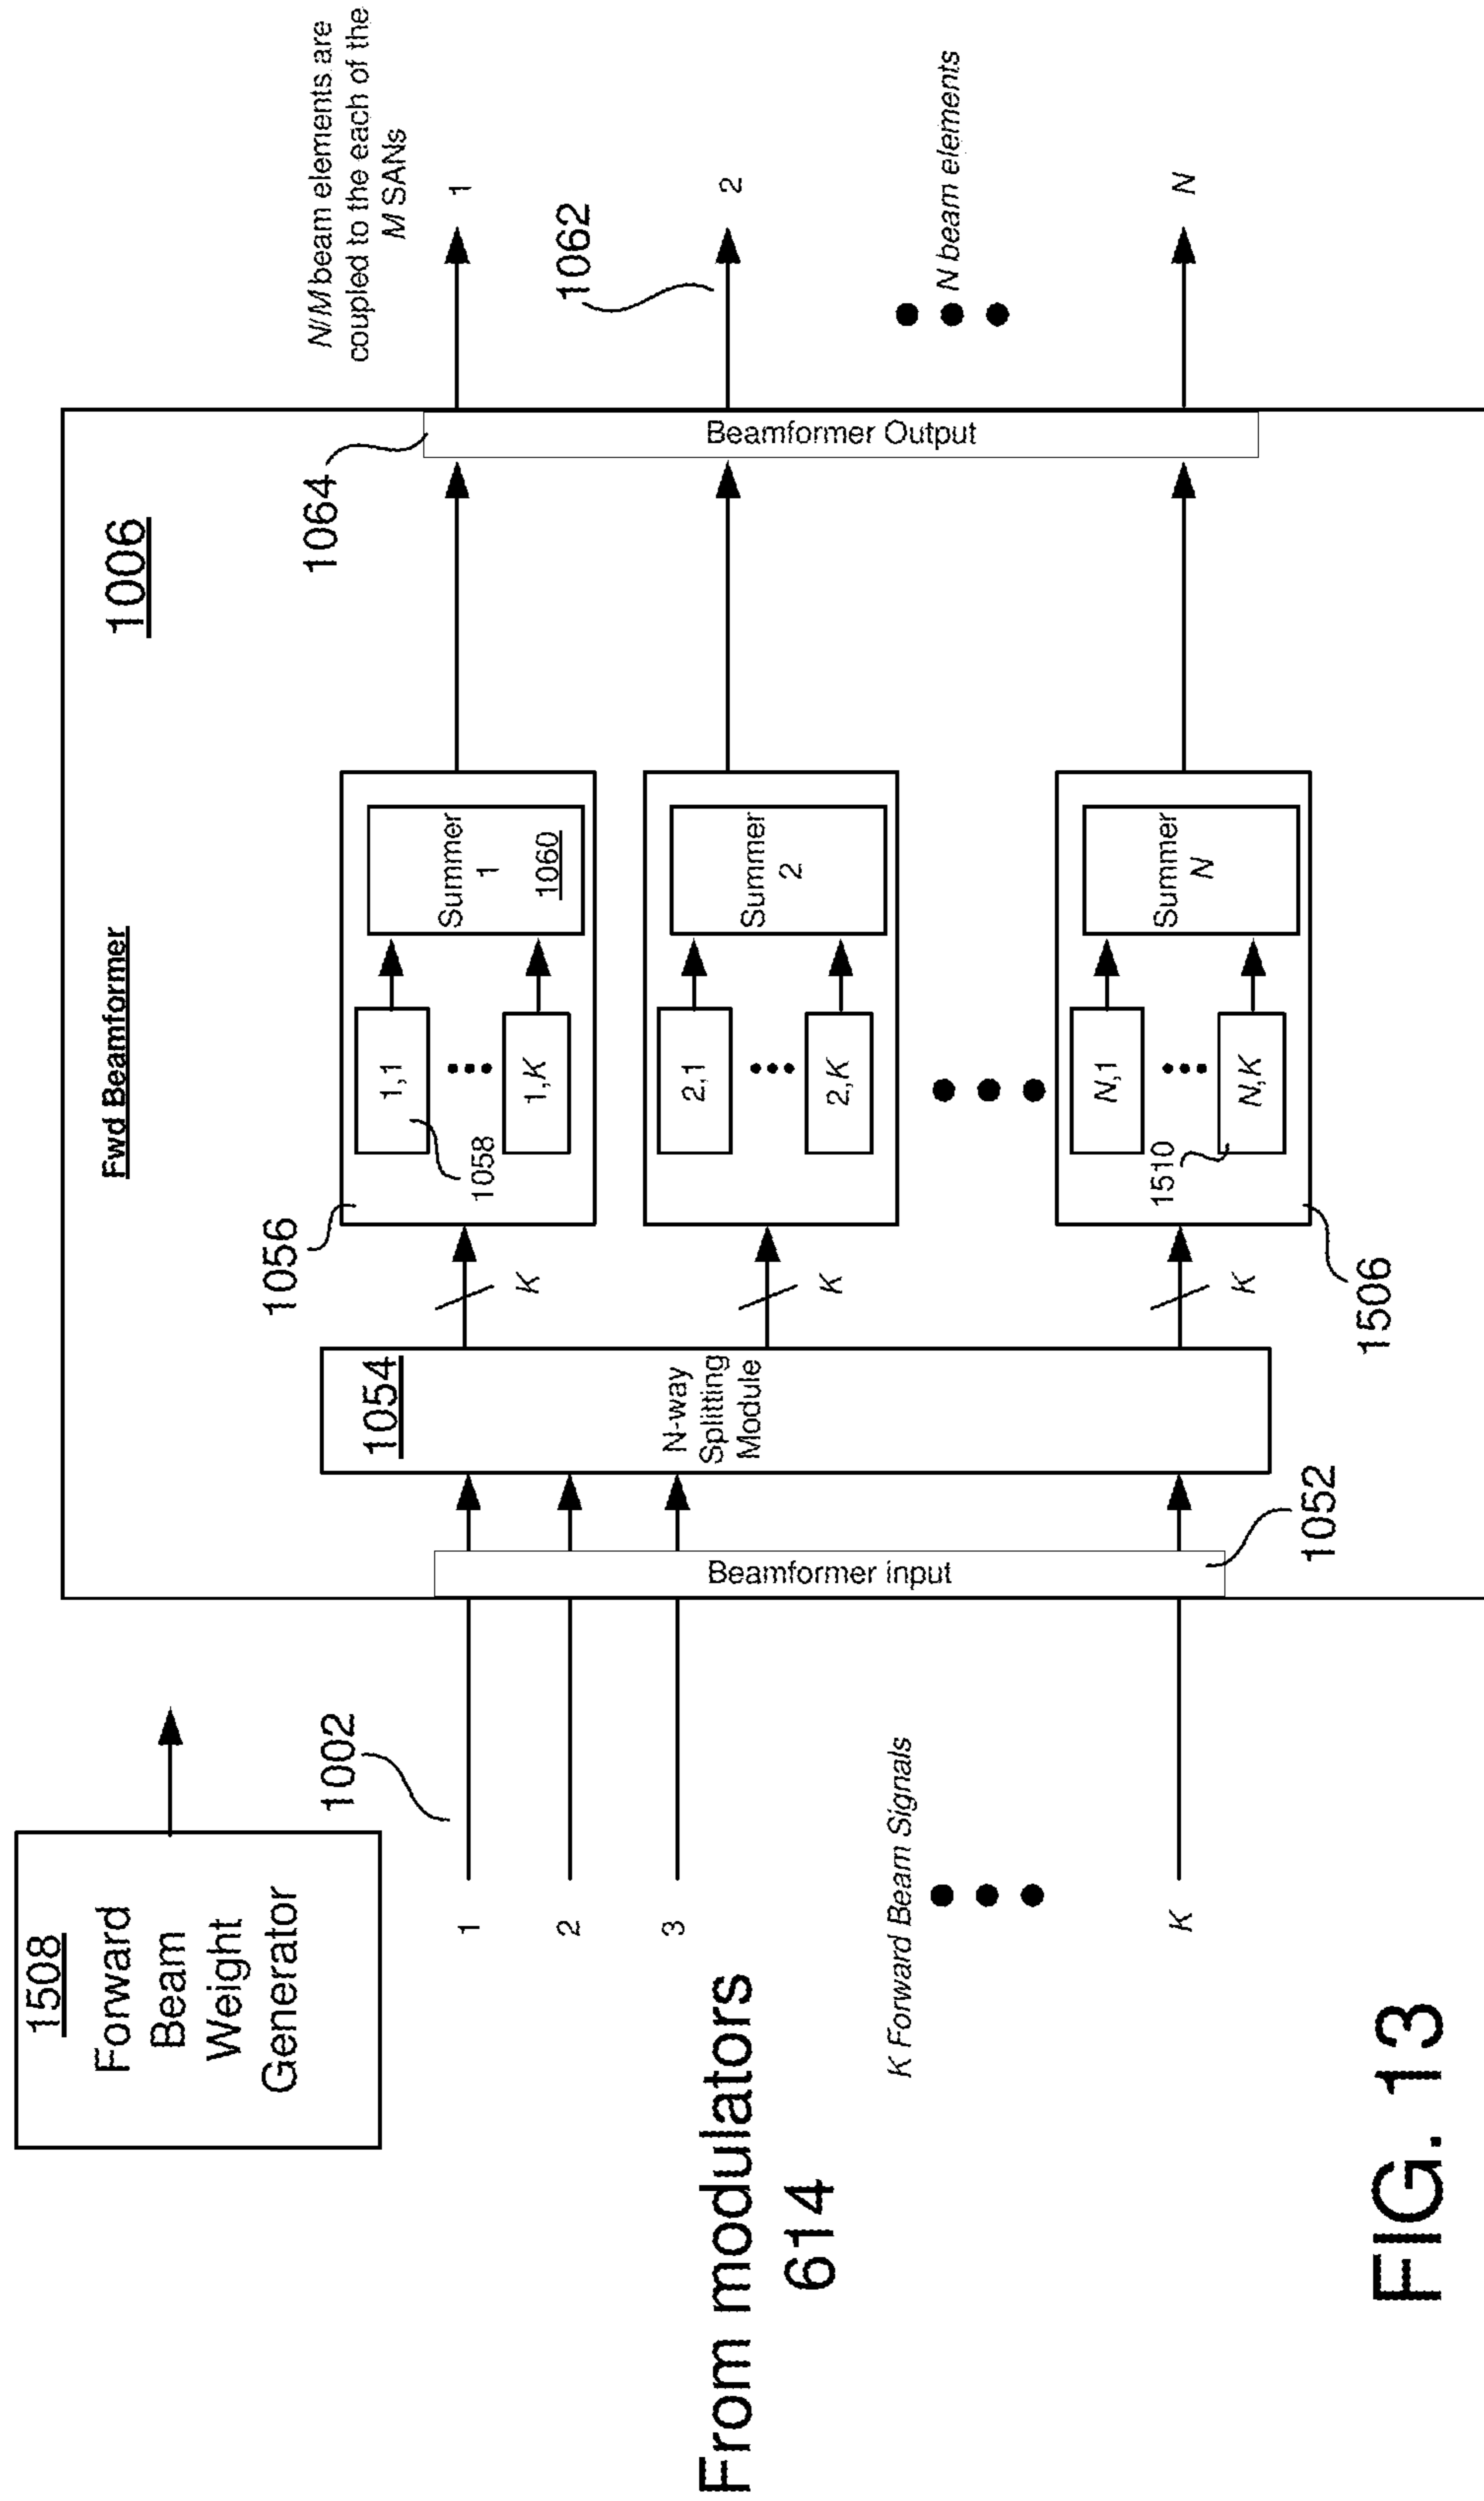 1508
Forward
Beam
Weight
Generator
Fwd Beamformer
1006
1002
1
2
3
K
From modulators
614
K Forward Beam Signals
Beamformer input
1052
1054
N-way
Splitting
Module
K
K
K
1056
1,1
1058
1,K
Summer
1
1060
2,1
2,K
Summer
2
N,1
1510
N,K
Summer
N
1506
1064
Beamformer Output
N/M beam elements are
coupled to the each of the
M SANs
1
1062
2
N beam elements
N
FIG. 13